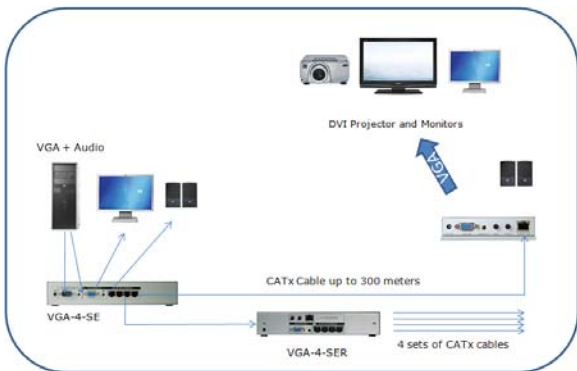 DVI Projector and Monitors
VGA + Audio
VGA
CATx Cable up to 300 meters
VGA-4-SE
VGA-4-SER
4 sets of CATx cables